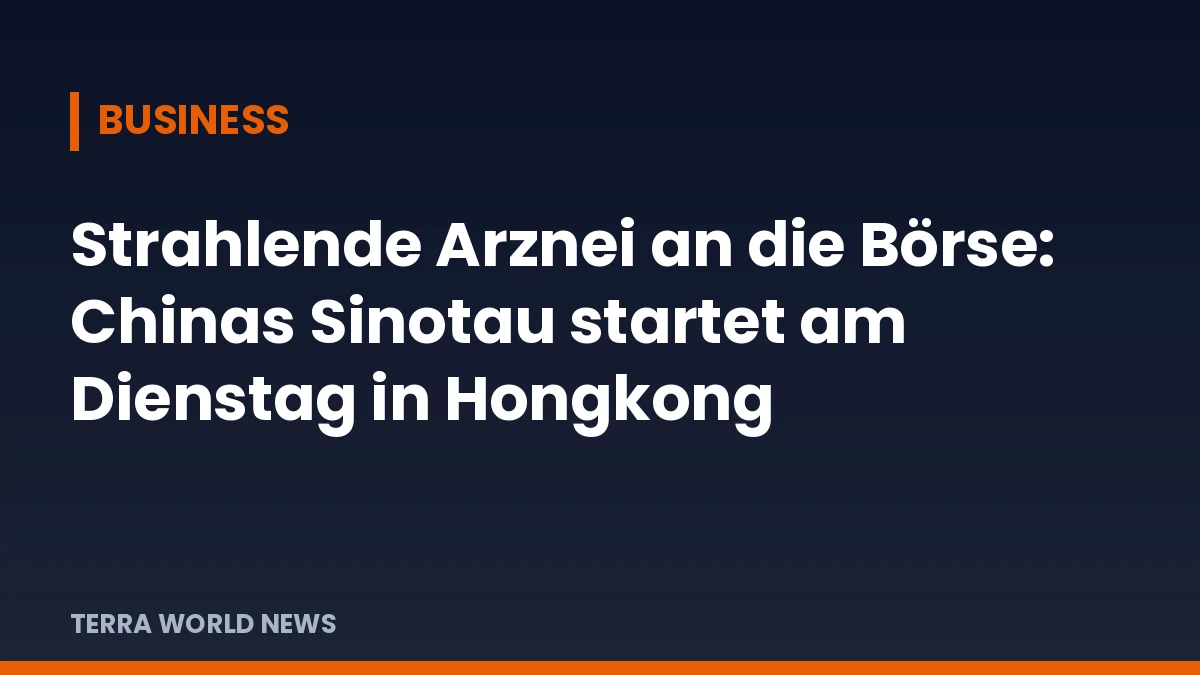 BUSINESS
Strahlende Arznei an die Börse:
Chinas Sinotau startet am
Dienstag in Hongkong
TERRA WORLD NEWS